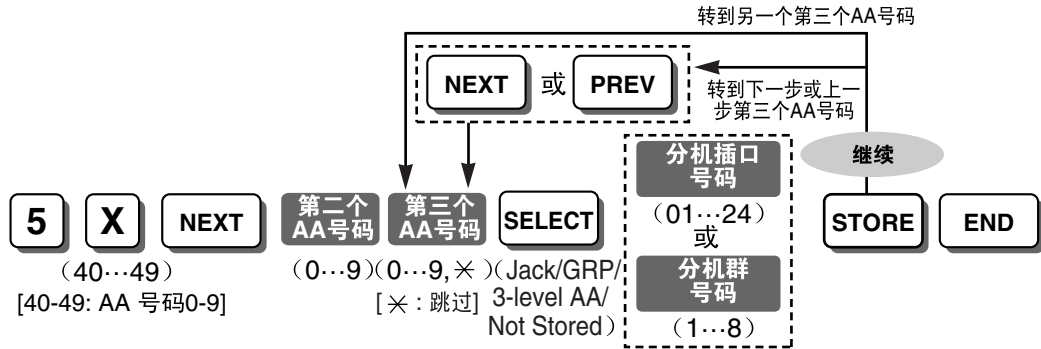 转到另一个第三个AA号码
NEXT 或 PREV
转到下一步或上一
步第三个AA号码
继续
5 X NEXT
第二个
AA号码
第三个
AA号码
SELECT
分机插口
号码
(01…24)
或
分机群
号码
(1…8)
STORE END
(40…49)
[40-49: AA 号码0-9]
(0…9)(0…9,＊)(Jack/GRP/
[＊: 跳过]
3-level AA/
Not Stored)